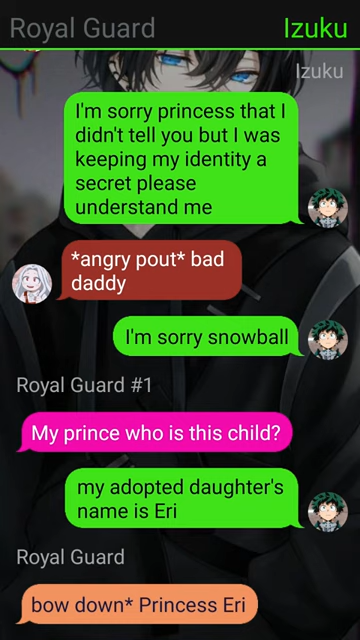 Royal Guard
Izuku
Izuku
I'm sorry princess that I
didn't tell you but I was
keeping my identity a
secret please
understand me
*angry pout* bad
daddy
I'm sorry snowball
Royal Guard #1
My prince who is this child?
my adopted daughter's
name is Eri
Royal Guard
bow down* Princess Eri